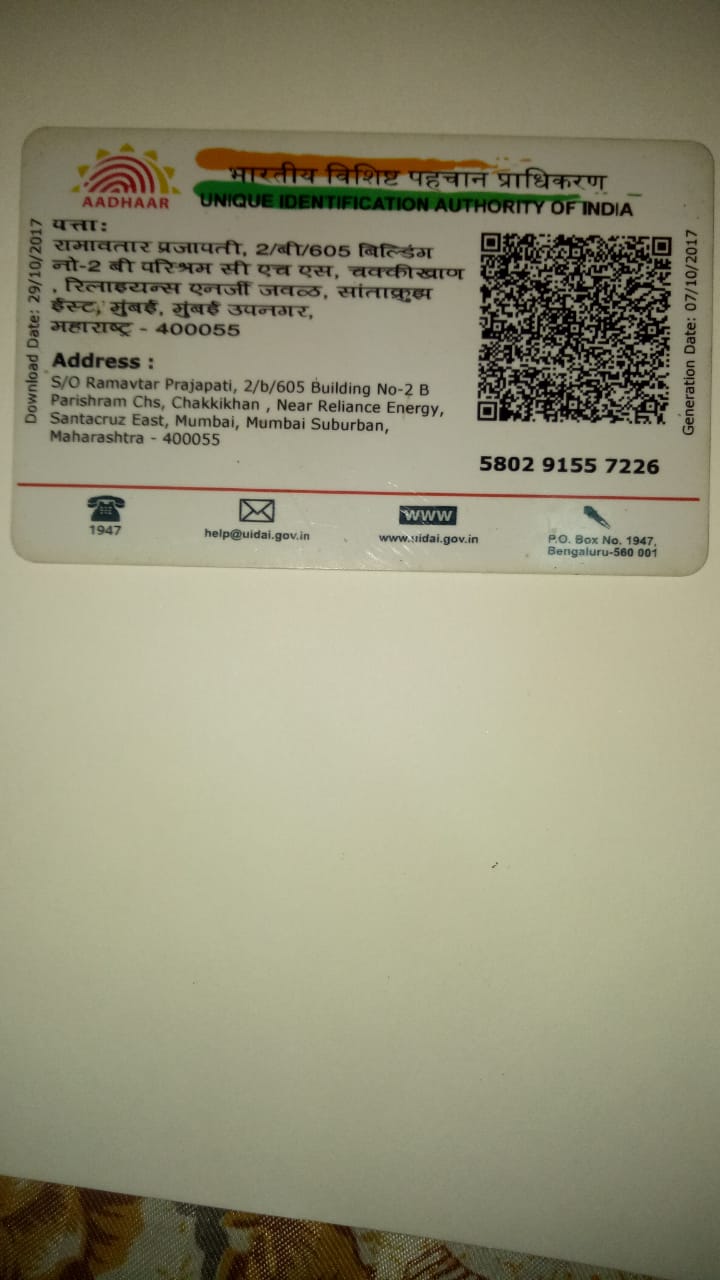 AADHAAR
भारतीय विशिष्ट पहचान प्राधिकरण
UNIQUE IDENTIFICATION AUTHORITY OF INDIA
Download Date: 29/10/2017
पत्ता:
रामावतार प्रजापती, 2/बी/605 बिल्डिंग
नो-2 बी परिश्रम सी एच एस, चक्कीखाण
, रिलाइयन्स एनर्जी जवळ, सांताक्रुझ
ईस्ट, मुंबई, मुंबई उपनगर,
महाराष्ट्र - 400055
Address :
S/O Ramavtar Prajapati, 2/b/605 Building No-2 B
Parishram Chs, Chakkikhan , Near Reliance Energy,
Santacruz East, Mumbai, Mumbai Suburban,
Maharashtra - 400055
Generation Date: 07/10/2017
5802 9155 7226
1947
help@uidai.gov.in
www
www.uidai.gov.in
P.O. Box No. 1947,
Bengaluru-560 001